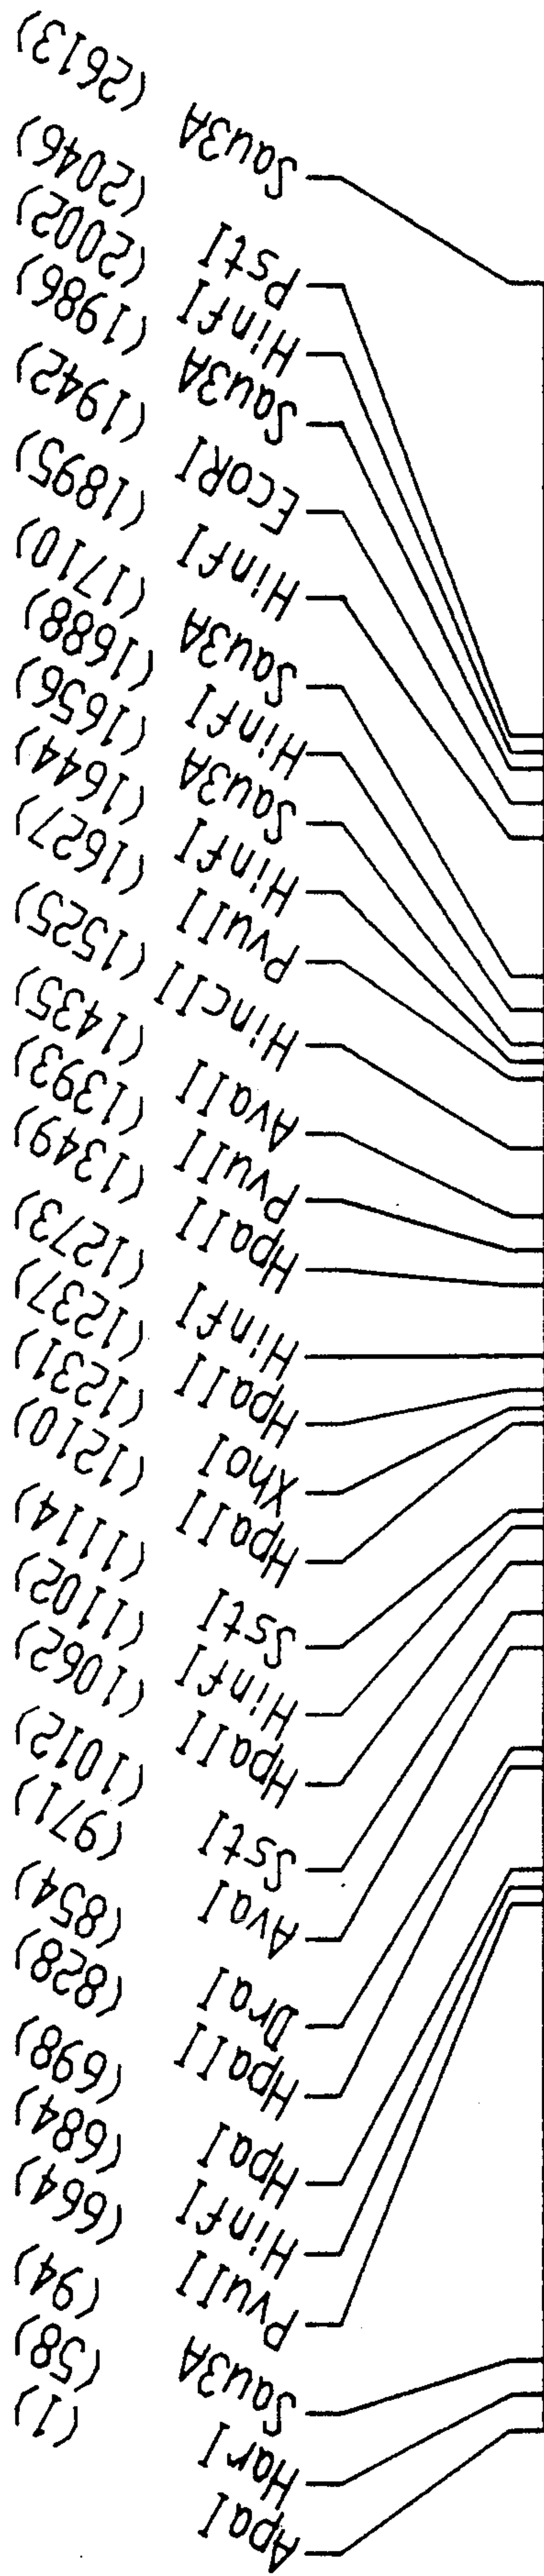 ApaI (1)
HarI (58)
Sau3A (94)
PvuII (664)
HinfI (684)
HpaI (698)
HpaII (828)
DraI (854)
AvaI (971)
SstI (1012)
HpaII (1062)
HinfI (1102)
SstI (1114)
HpaII (1210)
XhoI (1231)
HpaII (1237)
HinfI (1273)
HpaII (1349)
PvuII (1393)
AvaII (1435)
HincII (1525)
PvuII (1627)
HinfI (1644)
Sau3A (1656)
HinfI (1688)
Sau3A (1710)
HinfI (1895)
EcoRI (1942)
Sau3A (1986)
HinfI (2002)
PstI (2046)
Sau3A (2613)